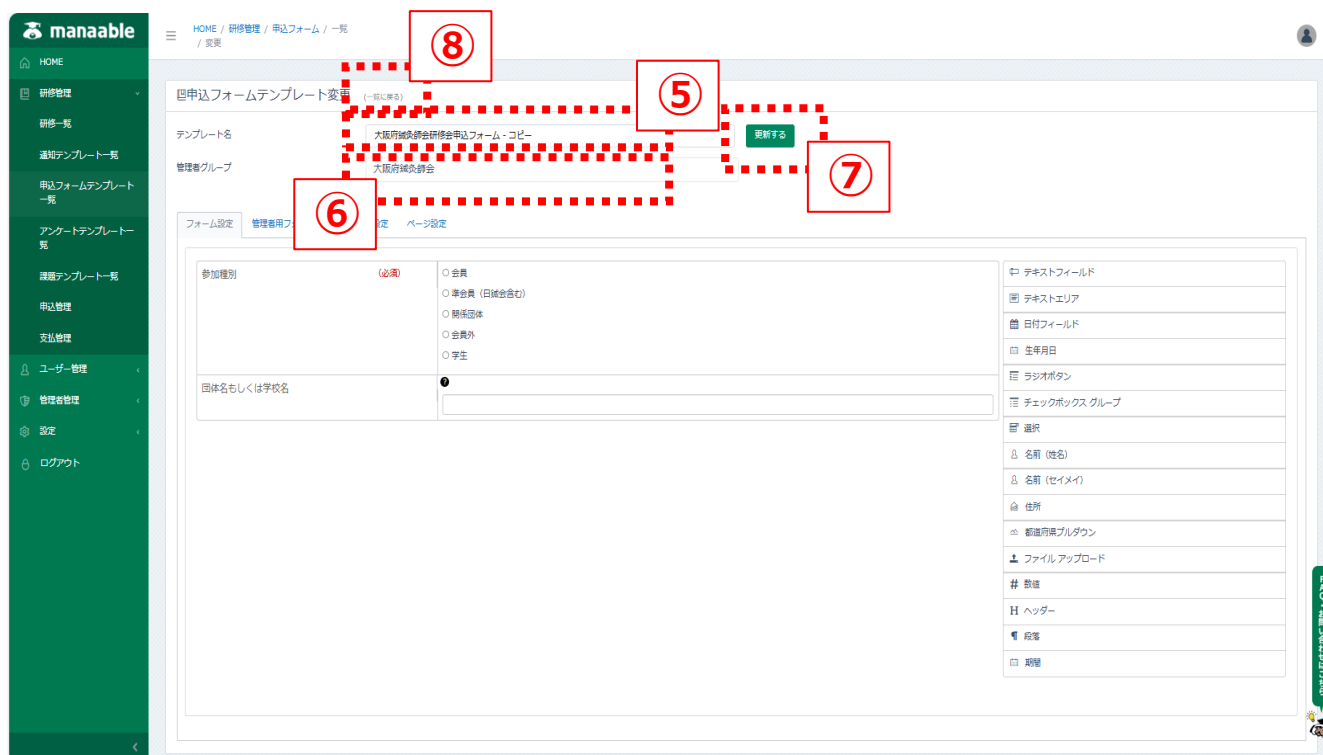 manaable
HOME / 研修管理 / 申込フォーム / 一覧
/ 変更
⑧
HOME
研修管理
研修一覧
通知テンプレート一覧
申込フォームテンプレート
一覧
アンケートテンプレート一
覧
課題テンプレート一覧
申込管理
支払管理
ユーザー管理
管理者管理
設定
ログアウト
申込フォームテンプレート変更 (一覧に戻る)
⑤
テンプレート名
大阪府鍼灸師会研修会申込フォーム - コピー
更新する
⑦
管理者グループ
大阪府鍼灸師会
⑥
フォーム設定 管理者用フ 定 ページ設定
参加種別 (必須)
会員
準会員（日鍼会含む）
関係団体
会員外
学生
団体名もしくは学校名
テキストフィールド
テキストエリア
日付フィールド
生年月日
ラジオボタン
チェックボックス グループ
選択
名前（姓名）
名前（セイメイ）
住所
都道府県プルダウン
ファイル アップロード
# 数値
H ヘッダー
¶ 段落
期間
FAQ・お問い合わせはこちら